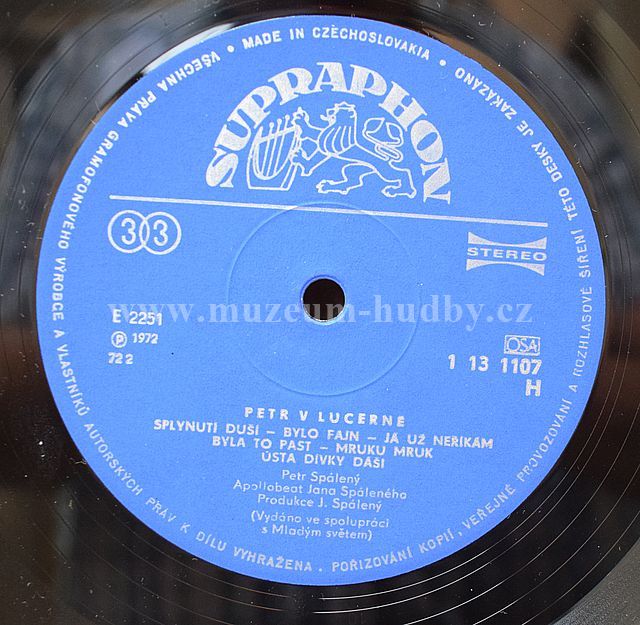 VŠECHNA PRÁVA GRAMOFONOVÉHO VÝROBCE A VLASTNÍKŮ AUTORSKÝCH PRÁV K DÍLU VYHRAŽENA. POŘIZOVÁNÍ KOPIÍ, VEŘEJNÉ PROVOZOVÁNÍ A ROZHLASOVÉ ŠÍŘENÍ TÉTO DESKY JE ZAKÁZÁNO
• MADE IN CZECHOSLOVAKIA •
SUPRAPHON
33
STEREO
www.muzeum-hudby.cz
E 2251
Ⓟ 1972
72 2
OSA
1 13 1107
H
PETR V LUCERNĚ
SPLYNUTÍ DUŠÍ – BYLO FAJN – JÁ UŽ NEŘÍKÁM
BYLA TO PAST – MRUKU MRUK
ÚSTA DÍVKY DÁŠI
Petr Spálený
Apollobeat Jana Spáleného
Produkce J. Spálený
(Vydáno ve spolupráci
s Mladým světem)